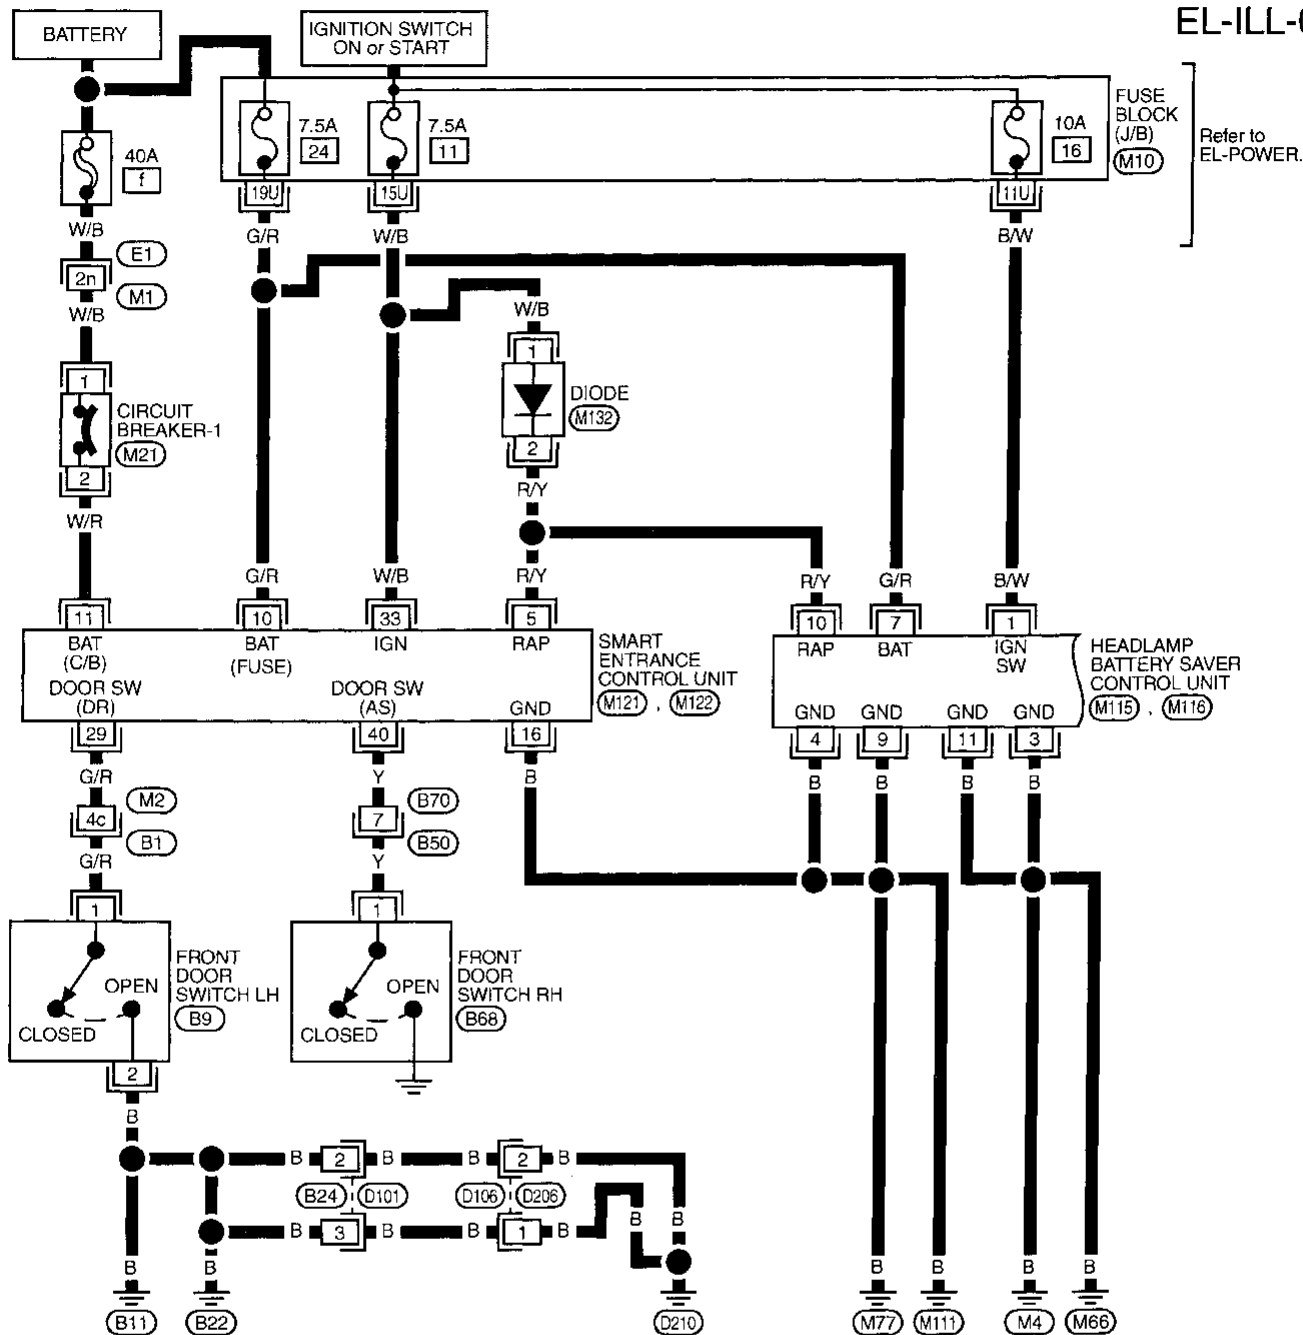 EL-ILL-
BATTERY
IGNITION SWITCH
ON or START
40A
f
7.5A
24
7.5A
11
10A
16
FUSE
BLOCK
(J/B)
M10
Refer to
EL-POWER.
19U
15U
11U
W/B
G/R
W/B
B/W
E1
2n
M1
W/B
W/B
1
1
DIODE
M132
2
CIRCUIT
BREAKER-1
M21
2
W/R
R/Y
G/R
W/B
R/Y
R/Y
G/R
B/W
11
10
33
5
10
7
1
BAT
(C/B)
BAT
(FUSE)
IGN
RAP
SMART
ENTRANCE
CONTROL UNIT
M121 , M122
RAP
BAT
IGN
SW
HEADLAMP
BATTERY SAVER
CONTROL UNIT
M115 , M116
DOOR SW
(DR)
DOOR SW
(AS)
GND
GND
GND
GND
GND
29
40
16
4
9
11
3
G/R
Y
B
B
B
B
B
M2
4c
B1
B70
7
B50
G/R
Y
1
1
FRONT
DOOR
SWITCH LH
B9
OPEN
CLOSED
FRONT
DOOR
SWITCH RH
B68
OPEN
CLOSED
2
B
B
2
B
B
2
B
B24
D101
D106
D206
B
3
B
B
1
B
B
B
B
B
B
B
B
B
B11
B22
D210
M77
M111
M4
M66